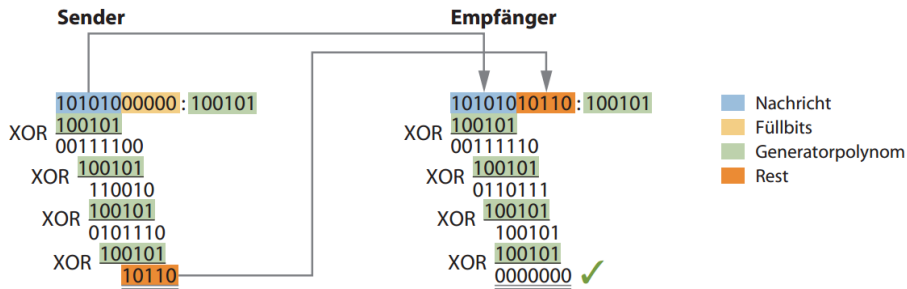 Sender
10101000000:100101
XOR 100101
00111100
XOR 100101
110010
XOR 100101
0101110
XOR 100101
10110
Empfänger
10101010110:100101
XOR 100101
00111110
XOR 100101
0110111
XOR 100101
100101
XOR 100101
0000000 ✓
Nachricht
Füllbits
Generatorpolynom
Rest